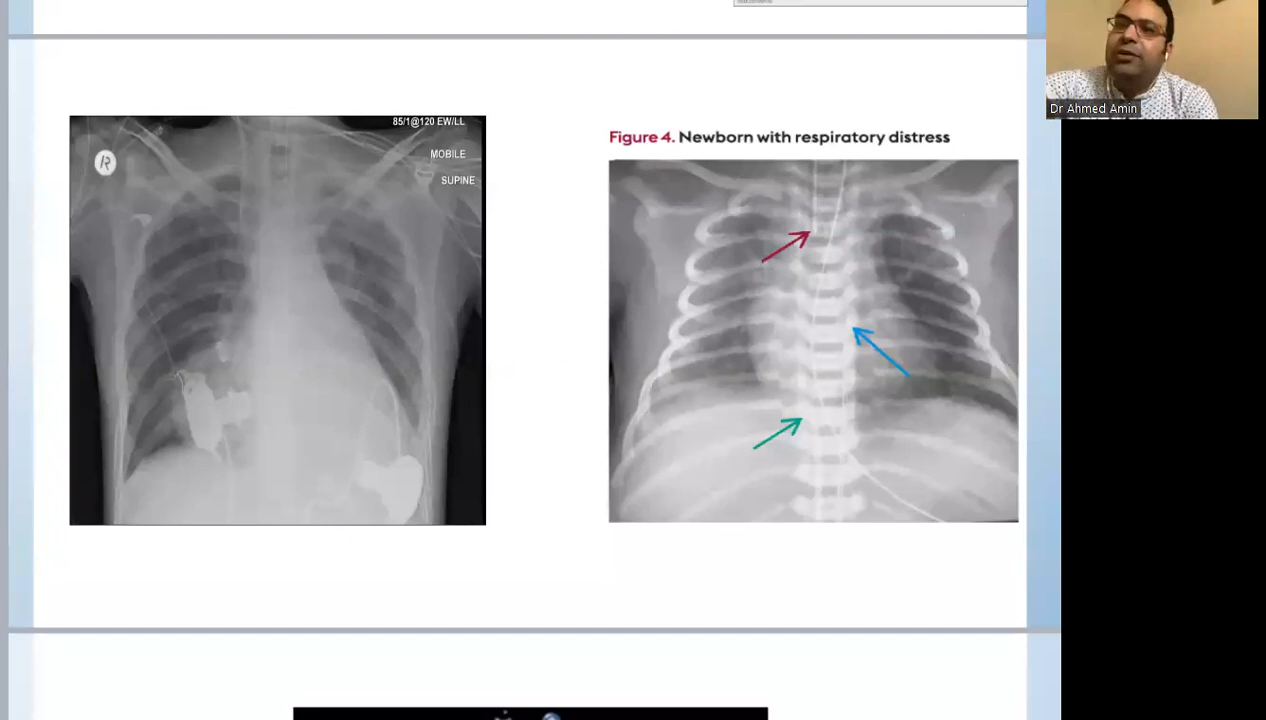 85/1@120 EW/LL
MOBILE
SUPINE
R
Figure 4. Newborn with respiratory distress
Dr Ahmed Amin